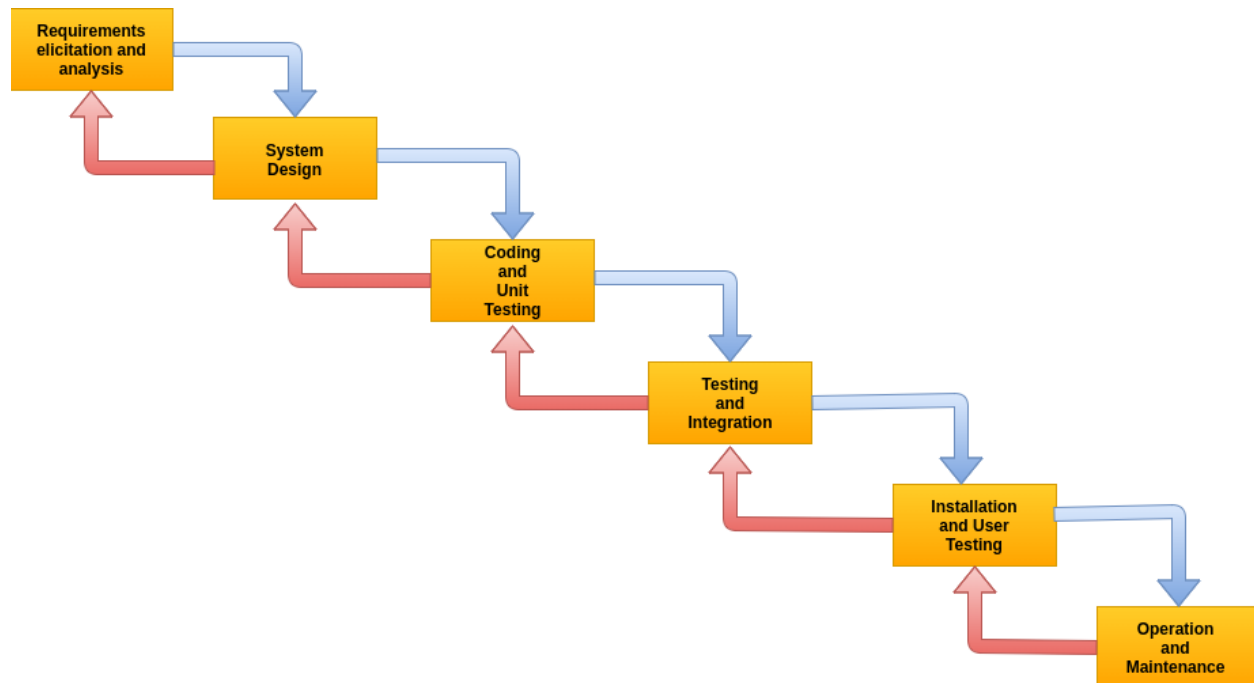 Requirements
elicitation and
analysis
System
Design
Coding
and
Unit
Testing
Testing
and
Integration
Installation
and User
Testing
Operation
and
Maintenance